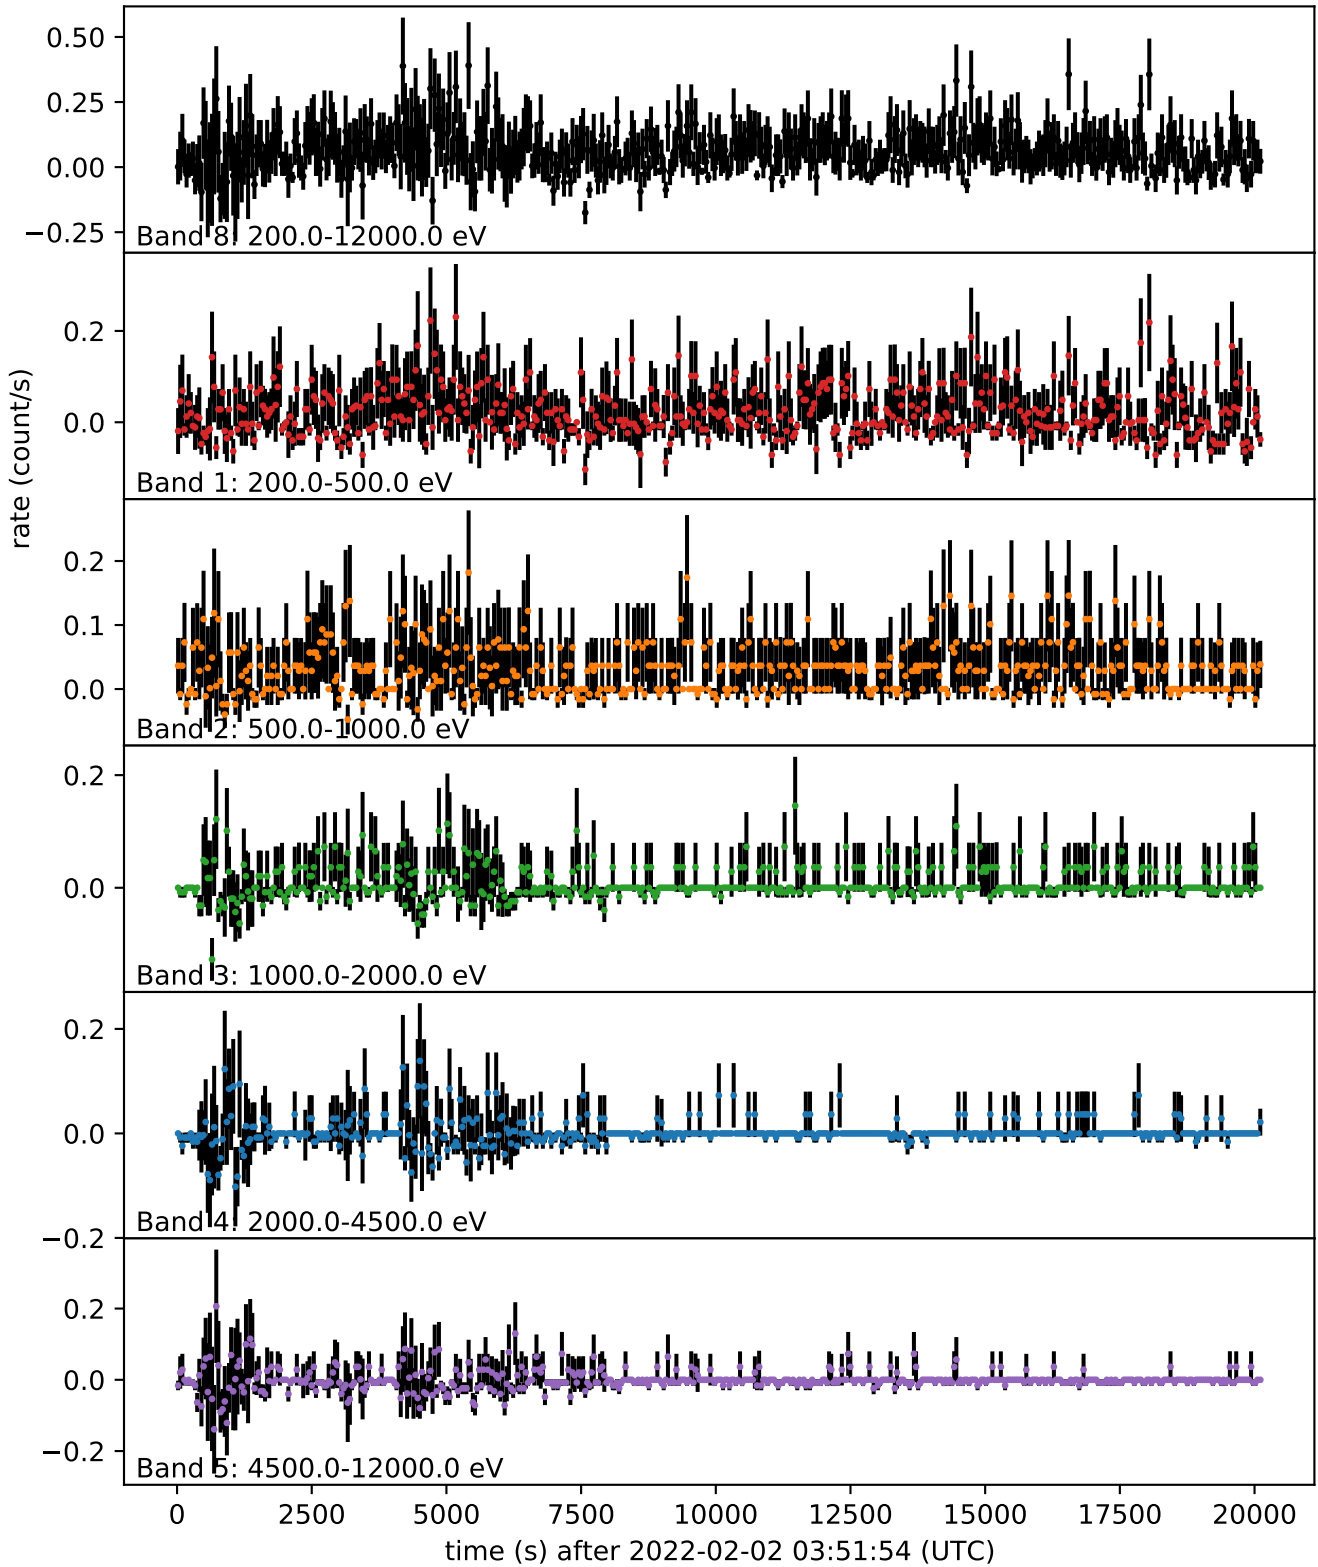 0.50
0.25
0.00
−0.25
Band 8: 200.0-12000.0 eV
0.2
0.0
Band 1: 200.0-500.0 eV
rate (count/s)
0.2
0.1
0.0
Band 2: 500.0-1000.0 eV
0.2
0.0
Band 3: 1000.0-2000.0 eV
0.2
0.0
−0.2
Band 4: 2000.0-4500.0 eV
0.2
0.0
−0.2
Band 5: 4500.0-12000.0 eV
0 2500 5000 7500 10000 12500 15000 17500 20000
time (s) after 2022-02-02 03:51:54 (UTC)